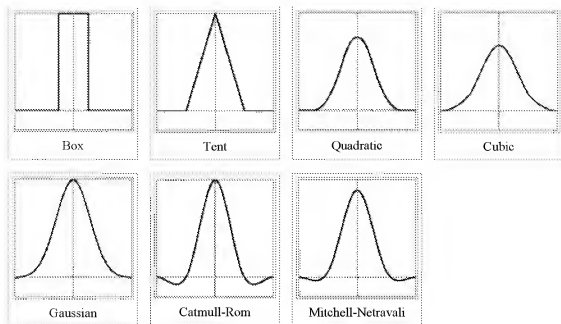 Box
Tent
Quadratic
Cubic
Gaussian
Catmull-Rom
Mitchell-Netravali